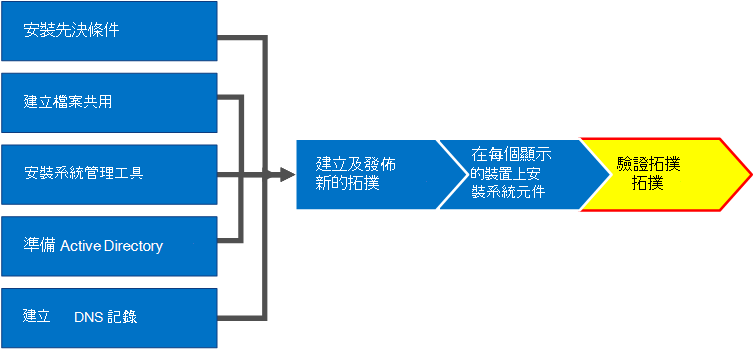 安裝先決條件
建立檔案共用
安裝系統管理工具
準備 Active Directory
建立 DNS 記錄
建立及發佈
新的拓撲
在每個顯示
的裝置上安
裝系統元件
驗證拓撲
拓撲